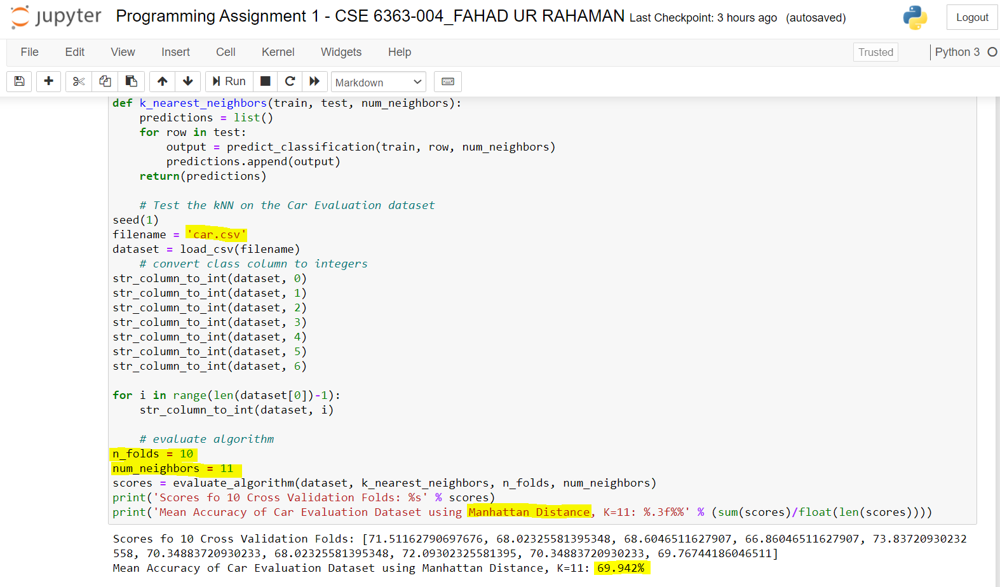 jupyter Programming Assignment 1 - CSE 6363-004_FAHAD UR RAHAMAN Last Checkpoint: 3 hours ago (autosaved) Logout
File Edit View Insert Cell Kernel Widgets Help Trusted Python 3
Run Markdown
def k_nearest_neighbors(train, test, num_neighbors):
    predictions = list()
    for row in test:
        output = predict_classification(train, row, num_neighbors)
        predictions.append(output)
    return(predictions)
    # Test the kNN on the Car Evaluation dataset
seed(1)
filename = 'car.csv'
dataset = load_csv(filename)
    # convert class column to integers
str_column_to_int(dataset, 0)
str_column_to_int(dataset, 1)
str_column_to_int(dataset, 2)
str_column_to_int(dataset, 3)
str_column_to_int(dataset, 4)
str_column_to_int(dataset, 5)
str_column_to_int(dataset, 6)
for i in range(len(dataset[0])-1):
    str_column_to_int(dataset, i)
    # evaluate algorithm
n_folds = 10
num_neighbors = 11
scores = evaluate_algorithm(dataset, k_nearest_neighbors, n_folds, num_neighbors)
print('Scores fo 10 Cross Validation Folds: %s' % scores)
print('Mean Accuracy of Car Evaluation Dataset using Manhattan Distance, K=11: %.3f%%' % (sum(scores)/float(len(scores))))
Scores fo 10 Cross Validation Folds: [71.51162790697676, 68.02325581395348, 68.6046511627907, 66.86046511627907, 73.83720930232
558, 70.34883720930233, 68.02325581395348, 72.09302325581395, 70.34883720930233, 69.76744186046511]
Mean Accuracy of Car Evaluation Dataset using Manhattan Distance, K=11: 69.942%